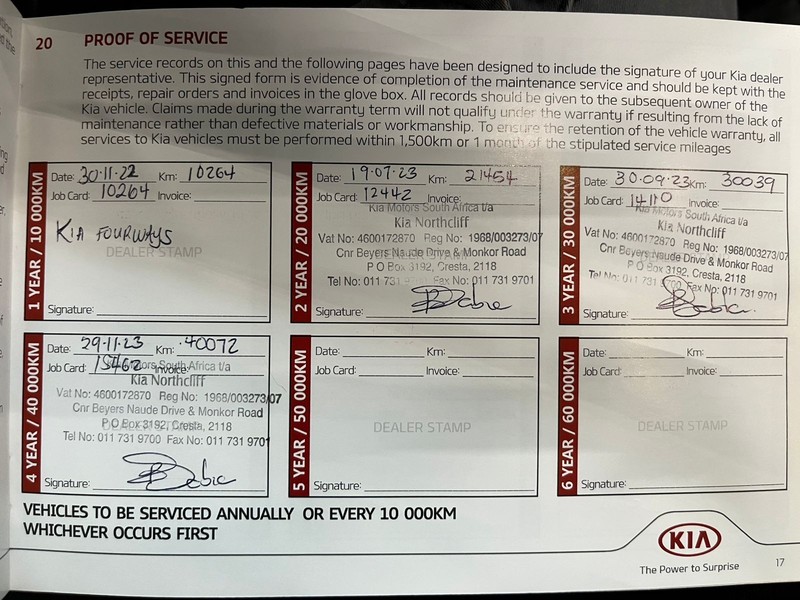 20 PROOF OF SERVICE
The service records on this and the following pages have been designed to include the signature of your Kia dealer
representative. This signed form is evidence of completion of the maintenance service and should be kept with the
receipts, repair orders and invoices in the glove box. All records should be given to the subsequent owner of the
Kia vehicle. Claims made during the warranty term will not qualify under the warranty if resulting from the lack of
maintenance rather than defective materials or workmanship. To ensure the retention of the vehicle warranty, all
services to Kia vehicles must be performed within 1,500km or 1 month of the stipulated service mileages
1 YEAR / 10 000KM
Date: 30-11-22 Km: 10264
Job Card: 10264 Invoice:
KIA FOURWAYS
DEALER STAMP
Signature:
2 YEAR / 20 000KM
Date: 19-07-23 Km: 21454
Job Card: 12442 Invoice:
Kia Motors South Africa t/a
Kia Northcliff
Vat No: 4600172870 Reg No: 1968/003273/07
Cnr Beyers Naude Drive & Monkor Road
P O Box 3192, Cresta, 2118
Tel No: 011 731 Fax No: 011 731 9701
Signature:
3 YEAR / 30 000KM
Date: 30-09-23 Km: 30039
Job Card: 14110 Invoice:
Kia Motors South Africa t/a
Kia Northcliff
Vat No: 4600172870 Reg No: 1968/003273/07
Cnr Beyers Naude Drive & Monkor Road
P O Box 3192, Cresta, 2118
Tel No: 011 731 9700 Fax No: 011 731 9701
Signature:
4 YEAR / 40 000KM
Date: 29-11-23 Km: 40072
Job Card: 15462 Invoice:
Motors South Africa t/a
Kia Northcliff
Vat No: 4600172870 Reg No: 1968/003273/07
Cnr Beyers Naude Drive & Monkor Road
P O Box 3192, Cresta, 2118
Tel No: 011 731 9700 Fax No: 011 731 9701
Signature:
5 YEAR / 50 000KM
Date: Km:
Job Card: Invoice:
DEALER STAMP
Signature:
6 YEAR / 60 000KM
Date: Km:
Job Card: Invoice:
DEALER STAMP
Signature:
VEHICLES TO BE SERVICED ANNUALLY OR EVERY 10 000KM
WHICHEVER OCCURS FIRST
KIA
The Power to Surprise
17